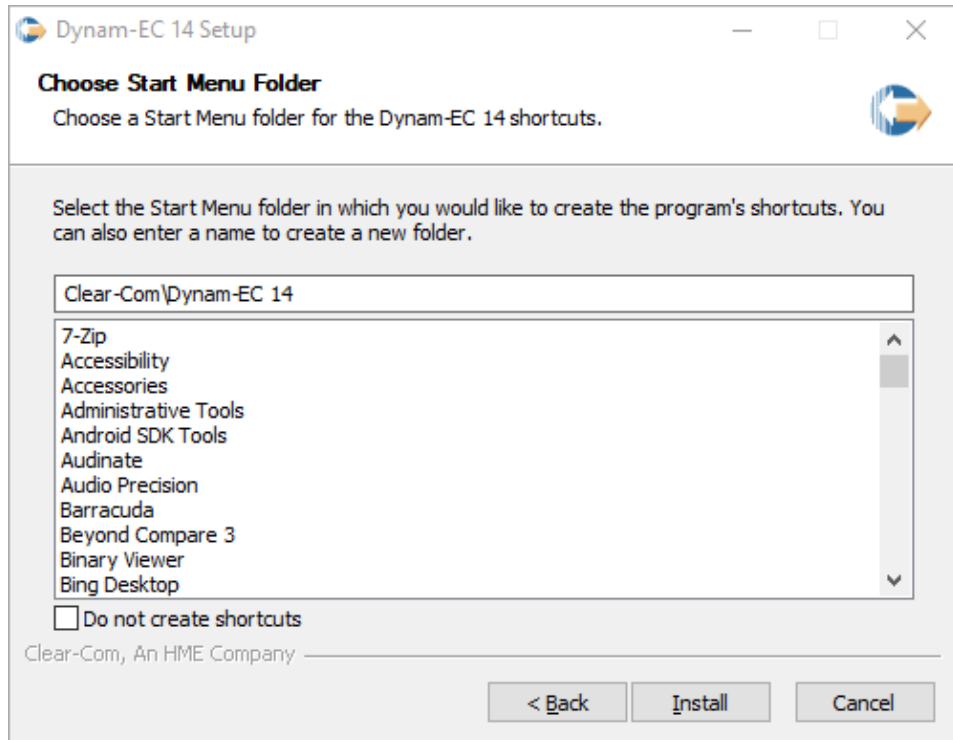 Dynam-EC 14 Setup
Choose Start Menu Folder
Choose a Start Menu folder for the Dynam-EC 14 shortcuts.
Select the Start Menu folder in which you would like to create the program's shortcuts. You
can also enter a name to create a new folder.
Clear-Com\Dynam-EC 14
7-Zip
Accessibility
Accessories
Administrative Tools
Android SDK Tools
Audinate
Audio Precision
Barracuda
Beyond Compare 3
Binary Viewer
Bing Desktop
Do not create shortcuts
Clear-Com, An HME Company
< Back Install Cancel